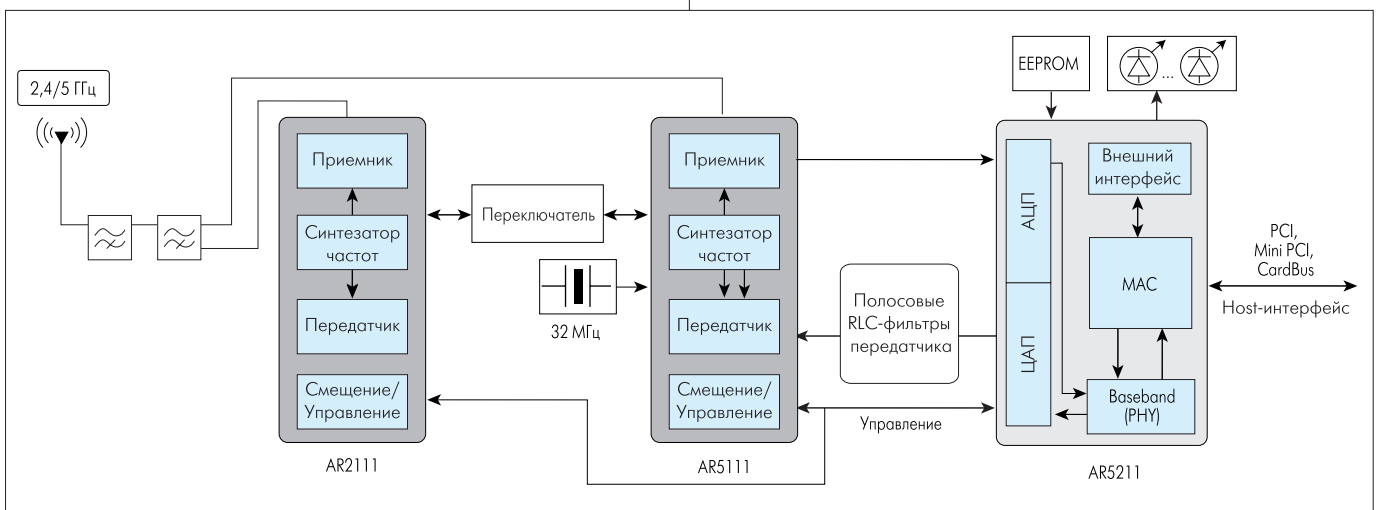 2,4/5 ГГц
Приемник
Синтезатор
частот
Передатчик
Смещение/
Управление
AR2111
Переключатель
32 МГц
Приемник
Синтезатор
частот
Передатчик
Смещение/
Управление
AR5111
Полосовые
RLC-фильтры
передатчика
Управление
EEPROM
...
АЦП
ЦАП
Внешний
интерфейс
MAC
Baseband
(PHY)
AR5211
PCI,
Mini PCI,
CardBus
Host-интерфейс